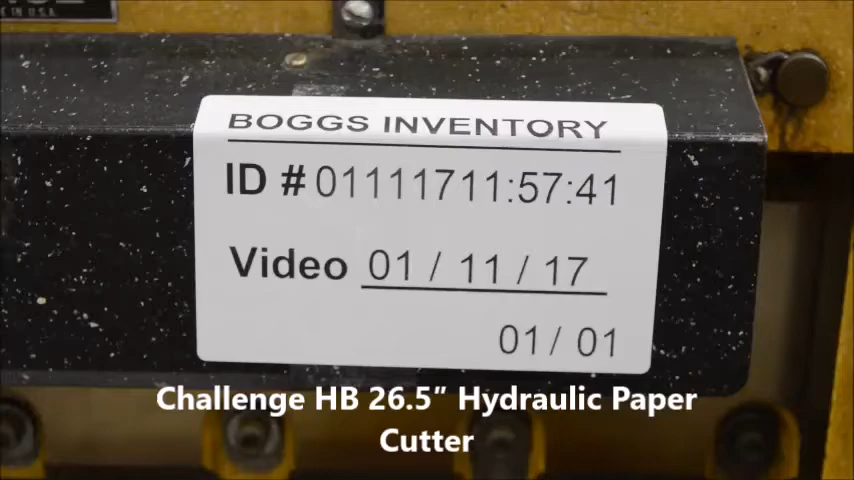 IN U.S.A.
BOGGS INVENTORY
ID # 01111711:57:41
Video 01 / 11 / 17
01 / 01
Challenge HB 26.5” Hydraulic Paper
Cutter